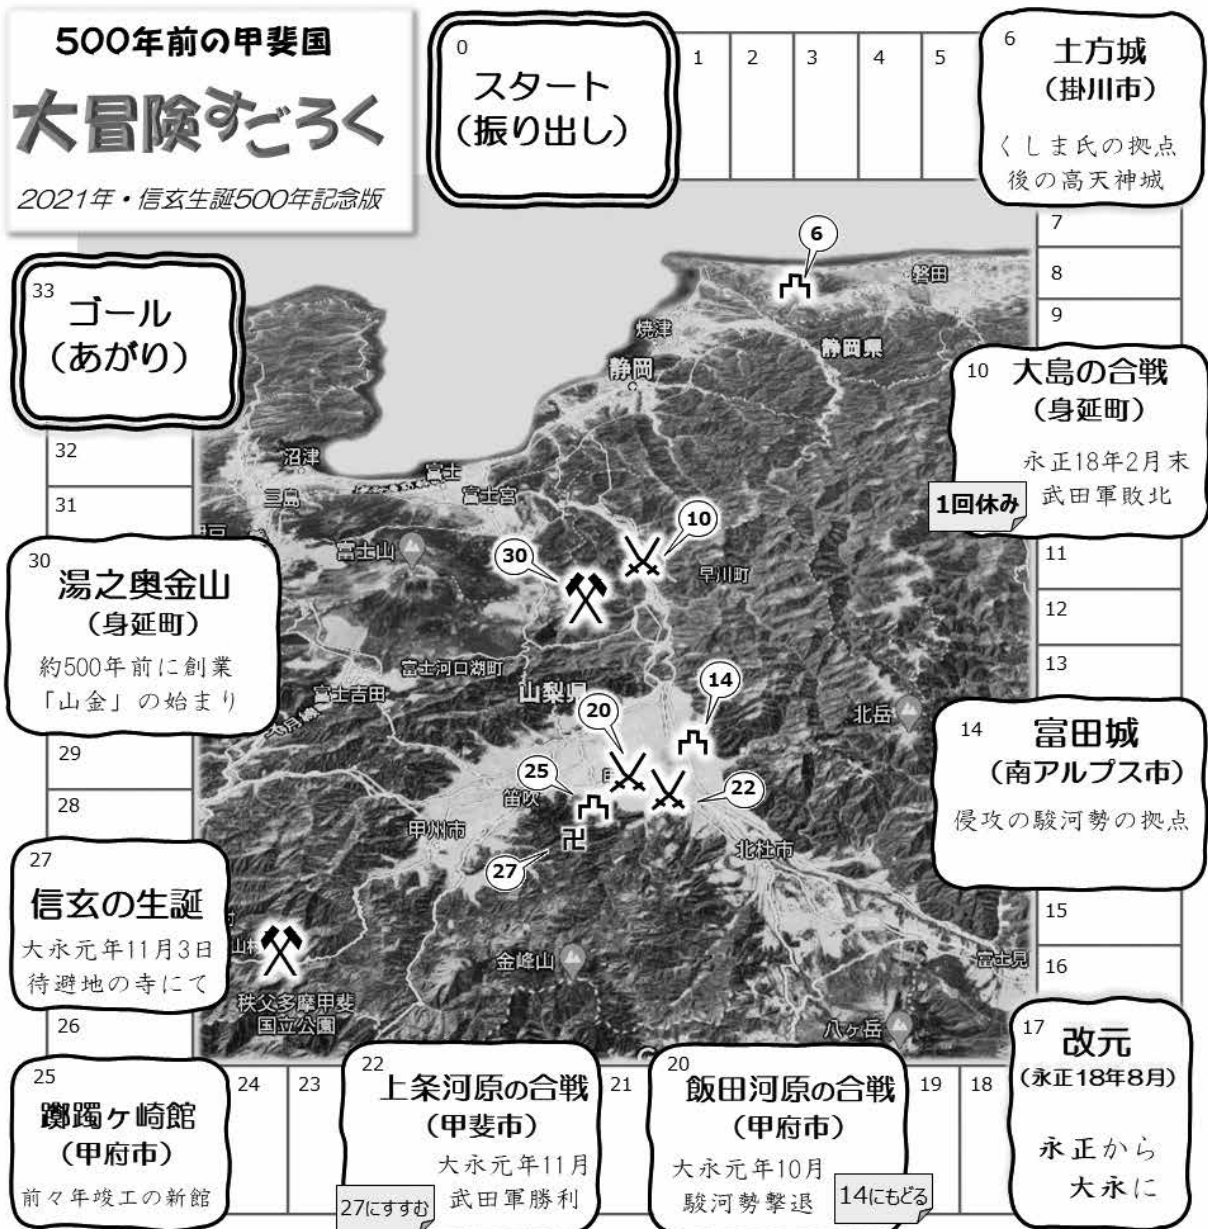 500年前の甲斐国
大冒険すごろく
2021年・信玄生誕500年記念版
0
スタート
(振り出し)
1
2
3
4
5
6
土方城
(掛川市)
くしま氏の拠点
後の高天神城
7
8
9
10
大島の合戦
(身延町)
永正18年2月末
武田軍敗北
1回休み
11
12
13
14
富田城
(南アルプス市)
侵攻の駿河勢の拠点
15
16
17
改元
(永正18年8月)
永正から
大永に
18
19
20
飯田河原の合戦
(甲府市)
大永元年10月
駿河勢撃退
14にもどる
21
22
上条河原の合戦
(甲斐市)
大永元年11月
武田軍勝利
27にすすむ
23
24
25
躑躅ヶ崎館
(甲府市)
前々年竣工の新館
26
27
信玄の生誕
大永元年11月3日
待避地の寺にて
28
29
30
湯之奥金山
(身延町)
約500年前に創業
「山金」の始まり
31
32
33
ゴール
(あがり)
6
磐田
焼津
静岡県
静岡
沼津
富士
三島
富士宮
10
富士山
30
早川町
富士河口湖町
山梨県
富士吉田
14
北岳
20
25
22
笛吹
甲州市
卍
27
北杜市
金峰山
富士見
秩父多摩甲斐
国立公園
八ヶ岳